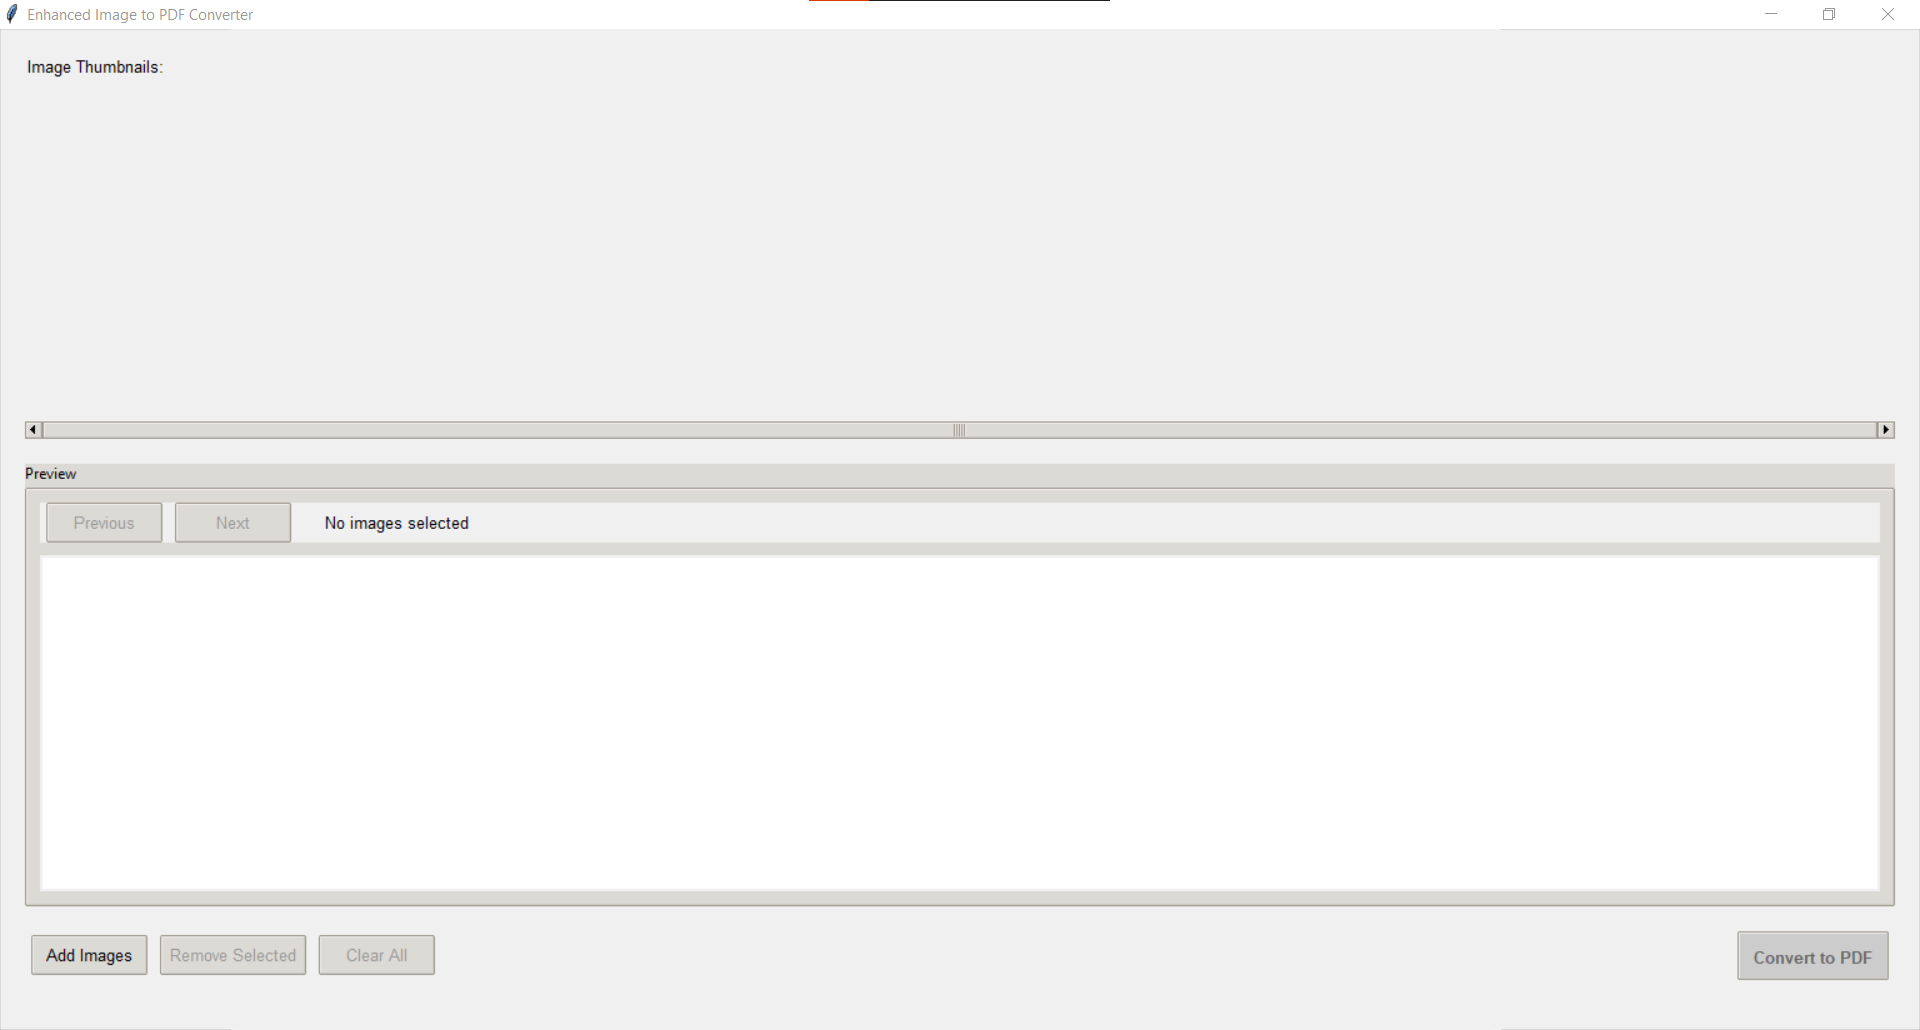 Enhanced Image to PDF Converter
Image Thumbnails:
Preview
Previous Next No images selected
Add Images Remove Selected Clear All Convert to PDF